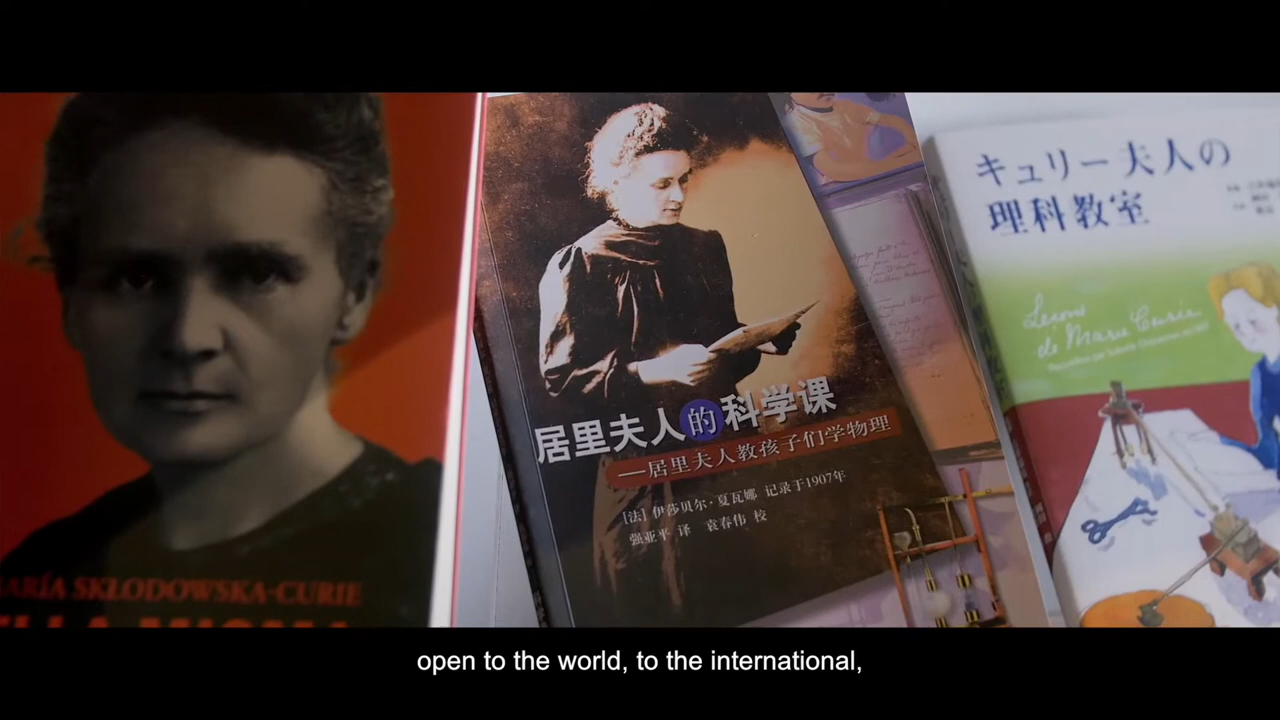 MARÍA SKŁODOWSKA-CURIE
ELLA MISMA
居里夫人的科学课
—居里夫人教孩子们学物理
[法] 伊莎贝尔·夏瓦娜 记录于1907年
强亚平 译 袁春伟 校
キュリー夫人の
理科教室
Leçons
de Marie Curie
open to the world, to the international,